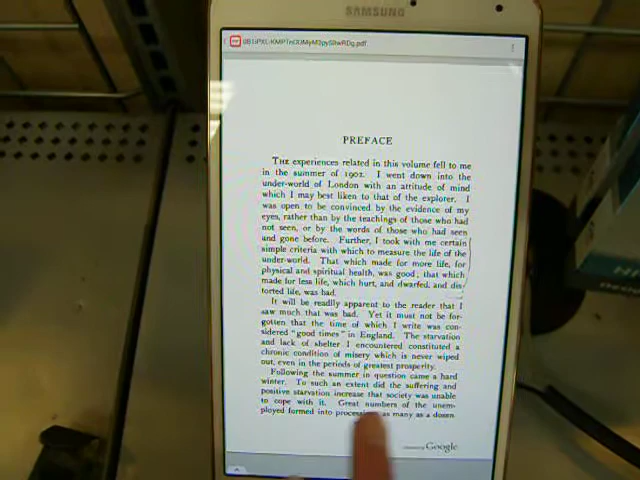 SAMSUNG
PREFACE
THE experiences related in this volume fell to me
in the summer of 1902. I went down into the
under-world of London with an attitude of mind
which I may best liken to that of the explorer. I
was open to be convinced by the evidence of my
eyes, rather than by the teachings of those who had
not seen, or by the words of those who had seen
and gone before. Further, I took with me certain
simple criteria with which to measure the life of the
under-world. That which made for more life, for
physical and spiritual health, was good; that which
made for less life, which hurt, and dwarfed, and dis-
torted life, was bad.
It will be readily apparent to the reader that I
saw much that was bad. Yet it must not be for-
gotten that the time of which I write was con-
sidered "good times" in England. The starvation
and lack of shelter I encountered constituted a
chronic condition of misery which is never wiped
out, even in the periods of greatest prosperity.
Following the summer in question came a hard
winter. To such an extent did the suffering and
positive starvation increase that society was unable
to cope with it. Great numbers of the unem-
ployed formed into as many as a dozen
Google